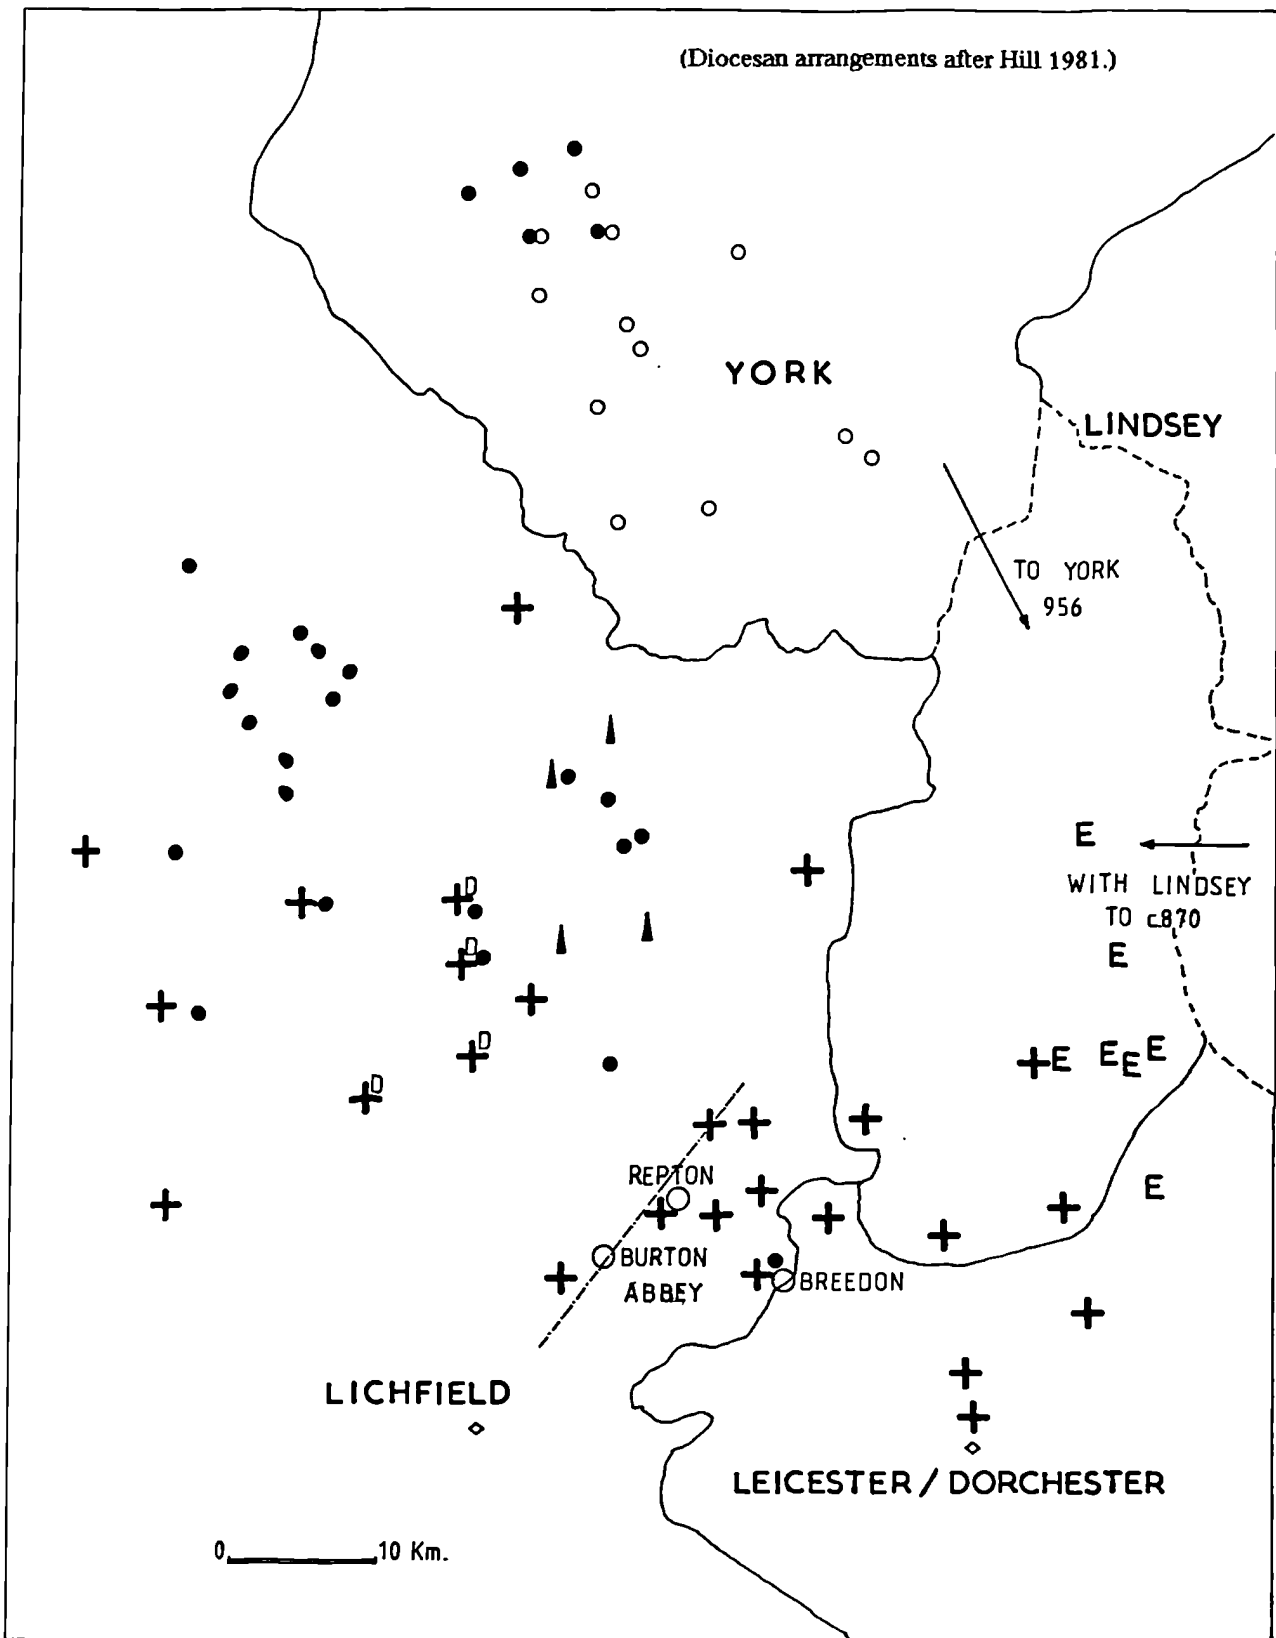 (Diocesan arrangements after Hill 1981.)
YORK
LINDSEY
TO YORK
956
E
WITH LINDSEY
TO c.870
E
D
D
D
D
E E E E
REPTON
E
BURTON
ABBEY
BREEDON
LICHFIELD
LEICESTER / DORCHESTER
0 10 Km.